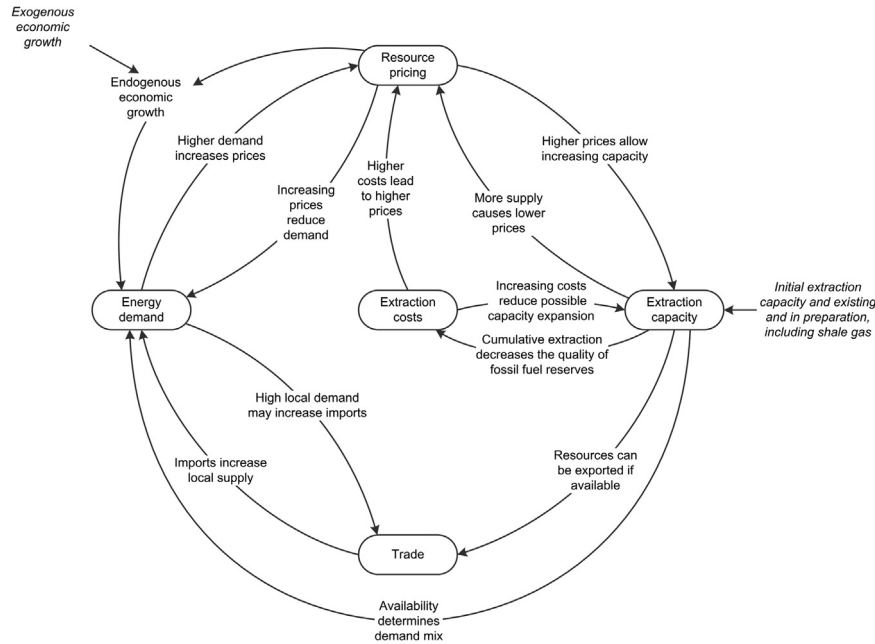 Exogenous
economic
growth
Resource
pricing
Endogenous
economic
growth
Higher demand
increases prices
Higher
costs lead
to higher
prices
Higher prices allow
increasing capacity
Increasing
prices
reduce
demand
More supply
causes lower
prices
Energy
demand
Extraction
costs
Increasing costs
reduce possible
capacity expansion
Extraction
capacity
Initial extraction
capacity and existing
and in preparation,
including shale gas
Cumulative extraction
decreases the quality of
fossil fuel reserves
High local demand
may increase imports
Imports increase
local supply
Resources can
be exported if
available
Trade
Availability
determines
demand mix